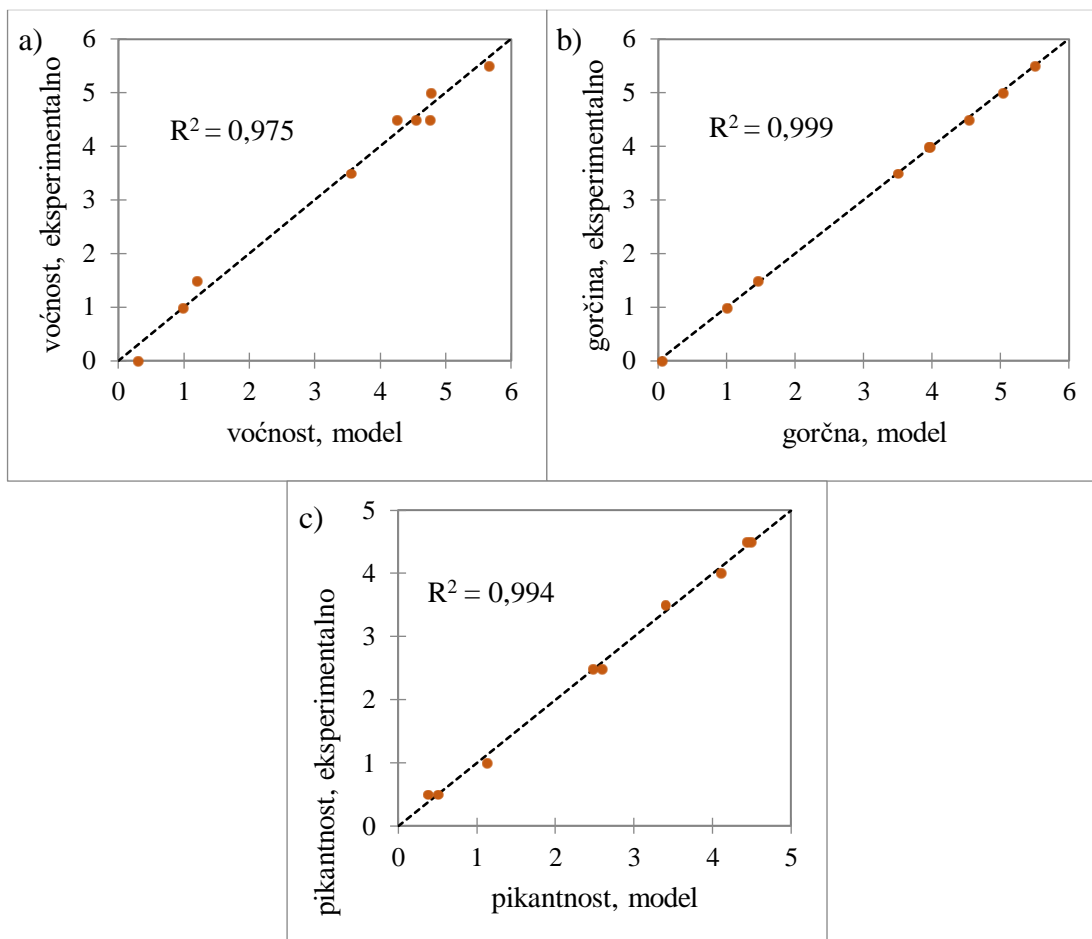 a)
voćnost, eksperimentalno
6
5
4
3
2
1
0
R² = 0,975
0 1 2 3 4 5 6
voćnost, model
b)
gorčina, eksperimentalno
6
5
4
3
2
1
0
R² = 0,999
0 1 2 3 4 5 6
gorčna, model
c)
pikantnost, eksperimentalno
5
4
3
2
1
0
R² = 0,994
0 1 2 3 4 5
pikantnost, model